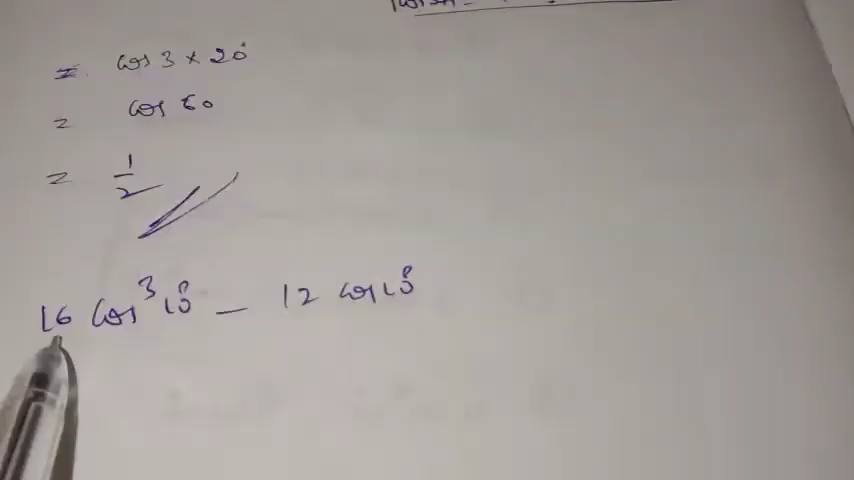 = cos 3 × 20°
= cos 60
= 1/2
16 cos³ 10° - 12 cos 10°